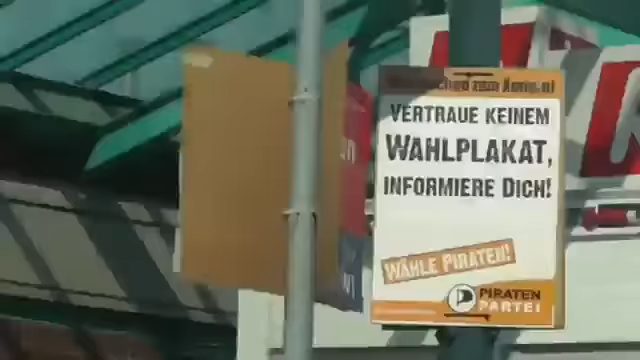 VERTRAUE KEINEM
WAHLPLAKAT,
INFORMIERE DICH!
WÄHLE PIRATEN!
PIRATEN
PARTEI